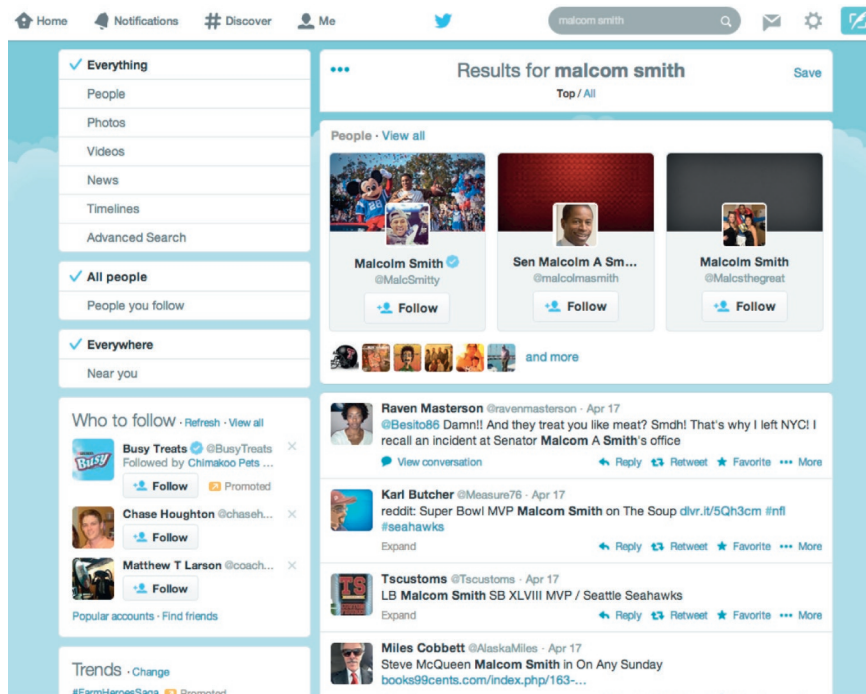 Home Notifications # Discover Me malcom smith
Everything
People
Photos
Videos
News
Timelines
Advanced Search
All people
People you follow
Everywhere
Near you
Who to follow · Refresh · View all
Busy Treats @BusyTreats
Followed by Chimakoo Pets ...
Follow Promoted
Chase Houghton @chaseh...
Follow
Matthew T Larson @coach...
Follow
Popular accounts · Find friends
Trends · Change
#FarmHeroesSaga Promoted
Results for malcom smith
Save
Top / All
People · View all
Malcolm Smith
@MalcSmitty
Follow
Sen Malcolm A Sm...
@malcolmasmith
Follow
Malcolm Smith
@Malcsthegreat
Follow
and more
Raven Masterson @ravenmasterson · Apr 17
@Besito86 Damn!! And they treat you like meat? Smdh! That's why I left NYC! I
recall an incident at Senator Malcom A Smith's office
View conversation Reply Retweet Favorite ••• More
Karl Butcher @Measure76 · Apr 17
reddit: Super Bowl MVP Malcom Smith on The Soup dlvr.it/5Qh3cm #nfl
#seahawks
Expand Reply Retweet Favorite ••• More
Tscustoms @Tscustoms · Apr 17
LB Malcom Smith SB XLVIII MVP / Seattle Seahawks
Expand Reply Retweet Favorite ••• More
Miles Cobbett @AlaskaMiles · Apr 17
Steve McQueen Malcom Smith in On Any Sunday
books99cents.com/index.php/163-...
BUSY
TS